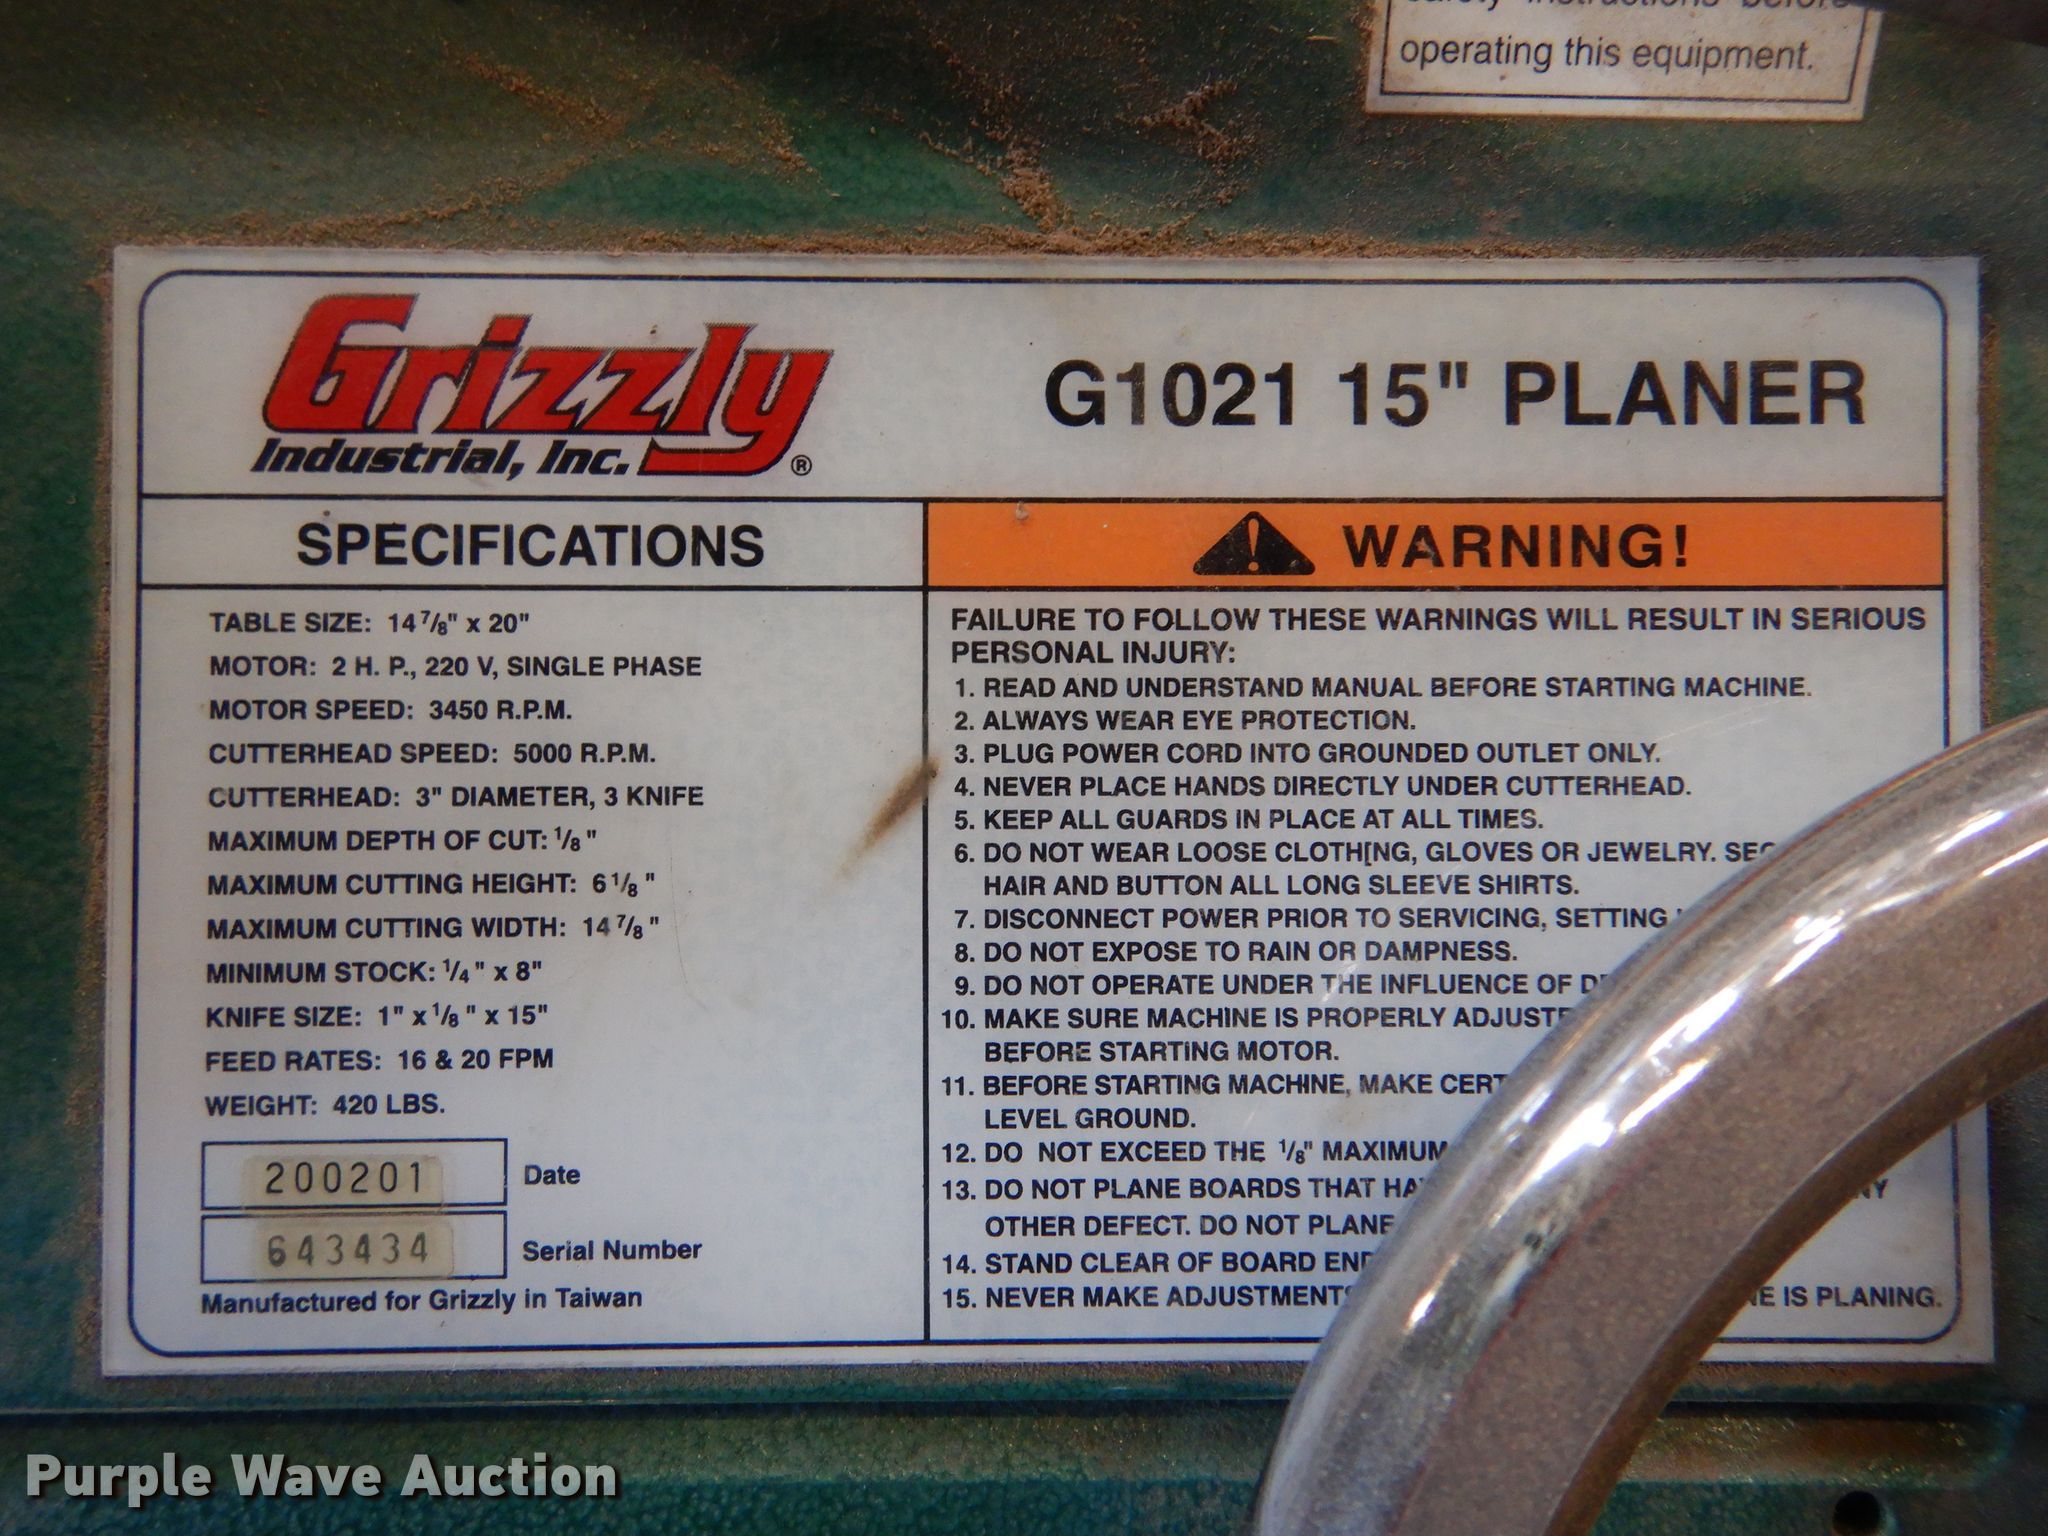 operating this equipment.
Grizzly
Industrial, Inc. ®
G1021 15" PLANER
SPECIFICATIONS
TABLE SIZE: 14 7/8" x 20"
MOTOR: 2 H. P., 220 V, SINGLE PHASE
MOTOR SPEED: 3450 R.P.M.
CUTTERHEAD SPEED: 5000 R.P.M.
CUTTERHEAD: 3" DIAMETER, 3 KNIFE
MAXIMUM DEPTH OF CUT: 1/8 "
MAXIMUM CUTTING HEIGHT: 6 1/8 "
MAXIMUM CUTTING WIDTH: 14 7/8 "
MINIMUM STOCK: 1/4 " x 8"
KNIFE SIZE: 1" x 1/8 " x 15"
FEED RATES: 16 & 20 FPM
WEIGHT: 420 LBS.
200201 Date
643434 Serial Number
Manufactured for Grizzly in Taiwan
WARNING!
FAILURE TO FOLLOW THESE WARNINGS WILL RESULT IN SERIOUS
PERSONAL INJURY:
1. READ AND UNDERSTAND MANUAL BEFORE STARTING MACHINE.
2. ALWAYS WEAR EYE PROTECTION.
3. PLUG POWER CORD INTO GROUNDED OUTLET ONLY.
4. NEVER PLACE HANDS DIRECTLY UNDER CUTTERHEAD.
5. KEEP ALL GUARDS IN PLACE AT ALL TIMES.
6. DO NOT WEAR LOOSE CLOTH[NG, GLOVES OR JEWELRY.
HAIR AND BUTTON ALL LONG SLEEVE SHIRTS.
7. DISCONNECT POWER PRIOR TO SERVICING, SETTING
8. DO NOT EXPOSE TO RAIN OR DAMPNESS.
9. DO NOT OPERATE UNDER THE INFLUENCE OF
10. MAKE SURE MACHINE IS PROPERLY
BEFORE STARTING MOTOR.
11. BEFORE STARTING MACHINE, MAKE
LEVEL GROUND.
12. DO NOT EXCEED THE 1/8" MAXIMUM
13. DO NOT PLANE BOARDS THAT
OTHER DEFECT. DO NOT PLANE
14. STAND CLEAR OF BOARD
15. NEVER MAKE ADJUSTMENTS IS PLANING.
Purple Wave Auction